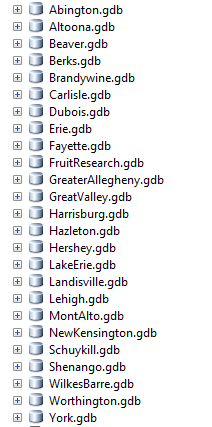 Abington.gdb
Altoona.gdb
Beaver.gdb
Berks.gdb
Brandywine.gdb
Carlisle.gdb
Dubois.gdb
Erie.gdb
Fayette.gdb
FruitResearch.gdb
GreaterAllegheny.gdb
GreatValley.gdb
Harrisburg.gdb
Hazleton.gdb
Hershey.gdb
LakeErie.gdb
Landisville.gdb
Lehigh.gdb
MontAlto.gdb
NewKensington.gdb
Schuykill.gdb
Shenango.gdb
WilkesBarre.gdb
Worthington.gdb
York.gdb